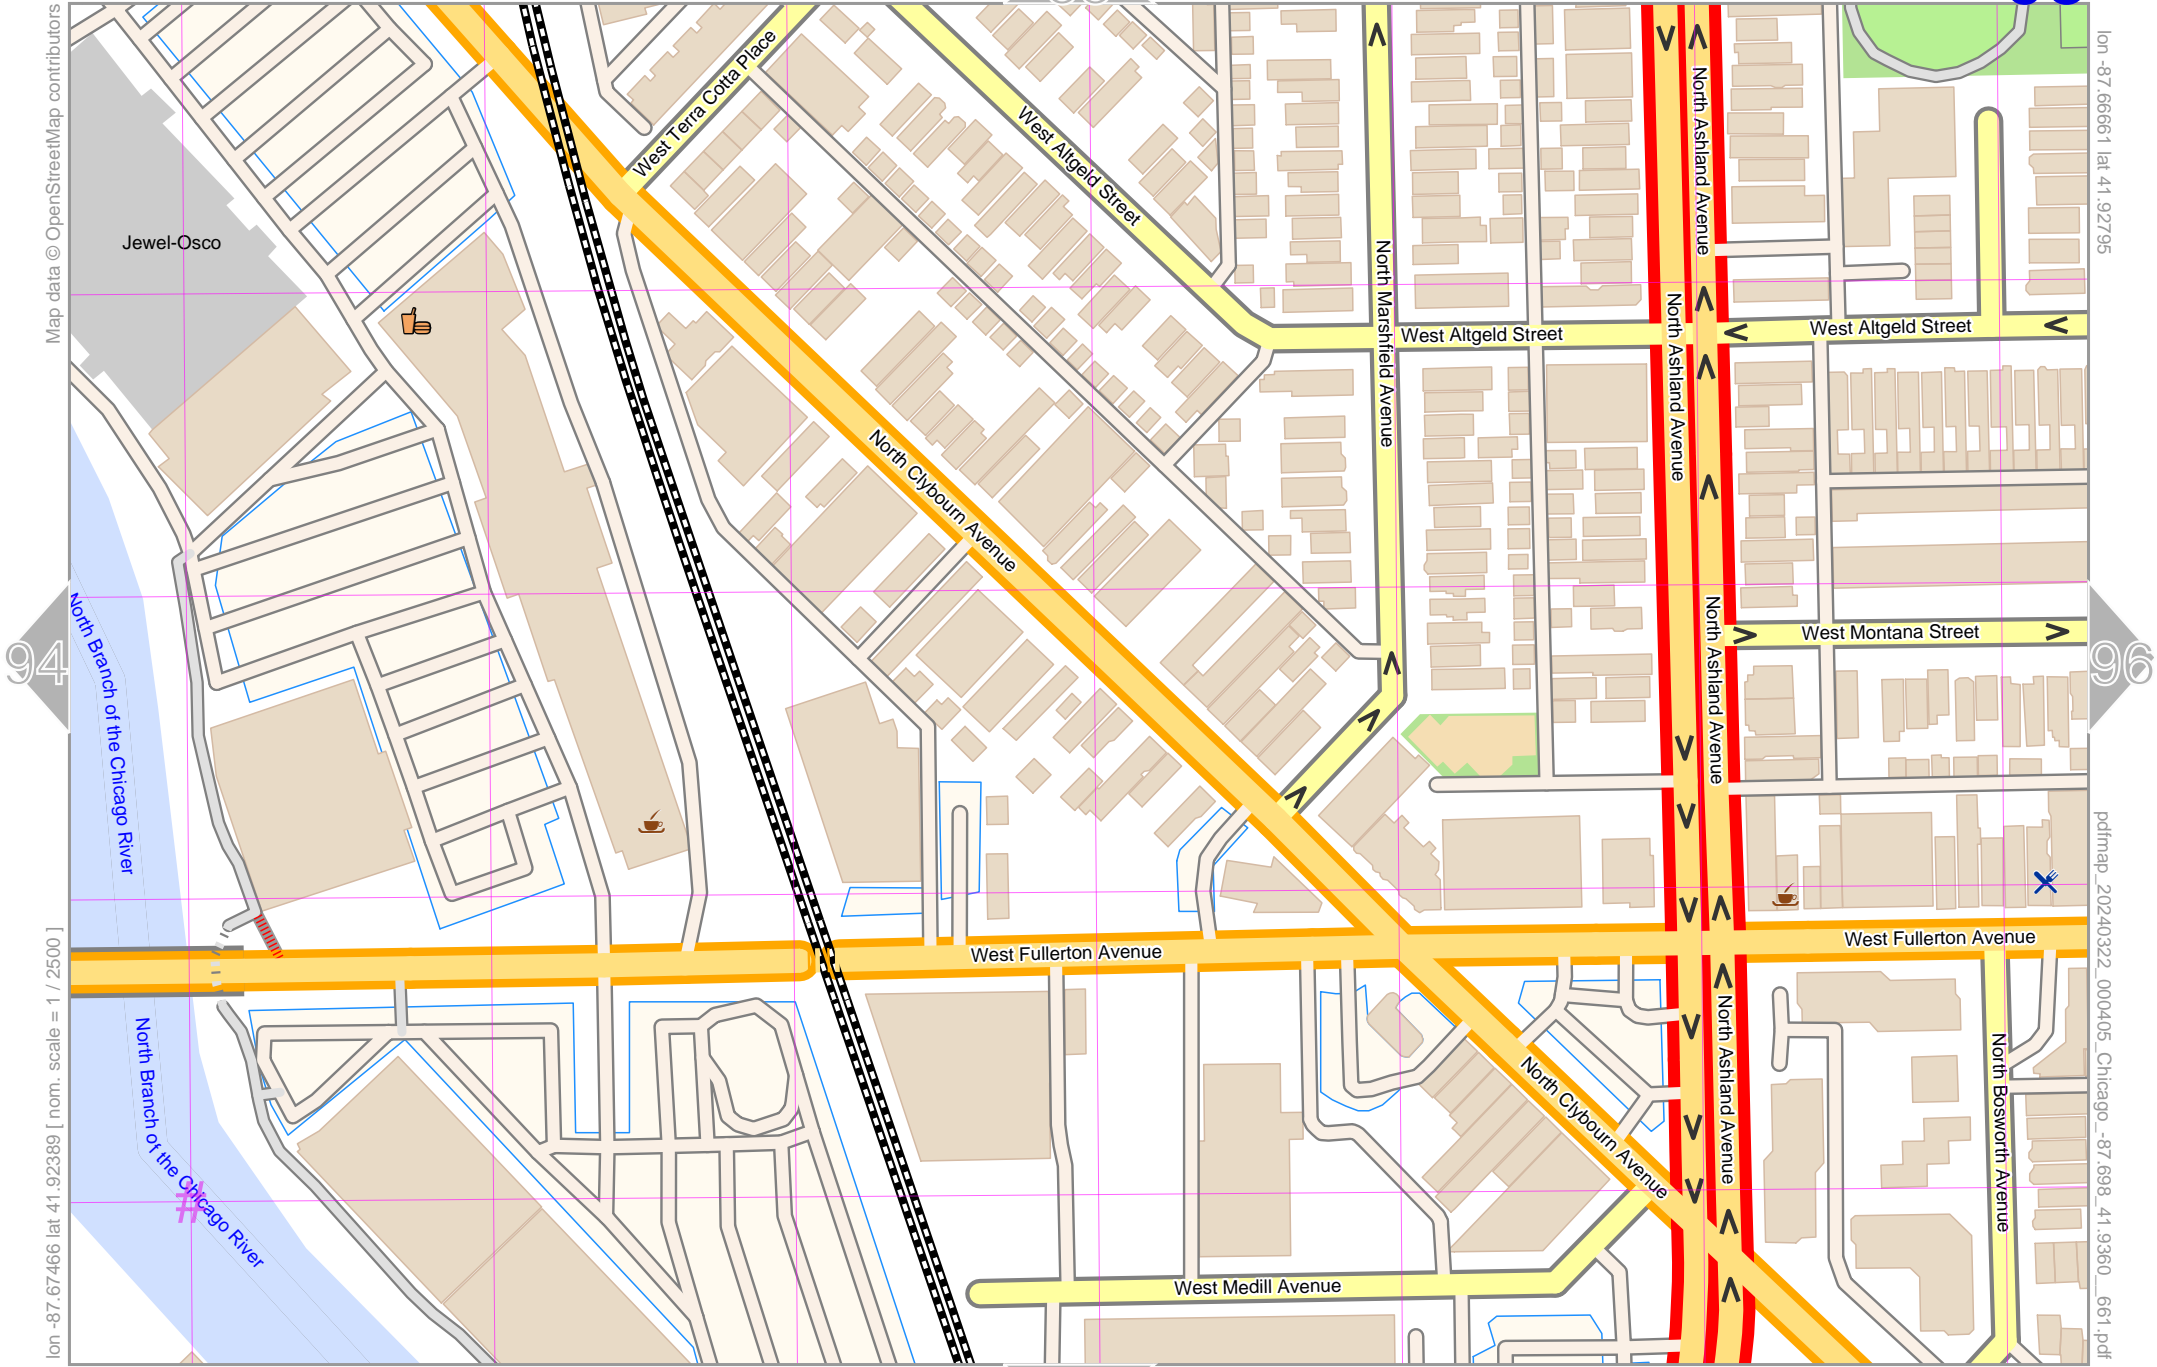 Map data © OpenStreetMap contributors
lon -87.66661 lat 41.92795
West Terra Cotta Place
West Altgeld Street
North Ashland Avenue
Jewel-Osco
North Marshfield Avenue
West Altgeld Street
North Ashland Avenue
West Altgeld Street
North Clybourn Avenue
94
North Branch of the Chicago River
North Ashland Avenue
West Montana Street
96
West Fullerton Avenue
West Fullerton Avenue
North Branch of the Chicago River
#
North Clybourn Avenue
North Ashland Avenue
North Bosworth Avenue
West Medill Avenue
lon -87.67466 lat 41.92389 [ nom. scale = 1 / 2500 ]
pdfmap_20240322_000405_Chicago_-87.698_41.9360__661.pdf